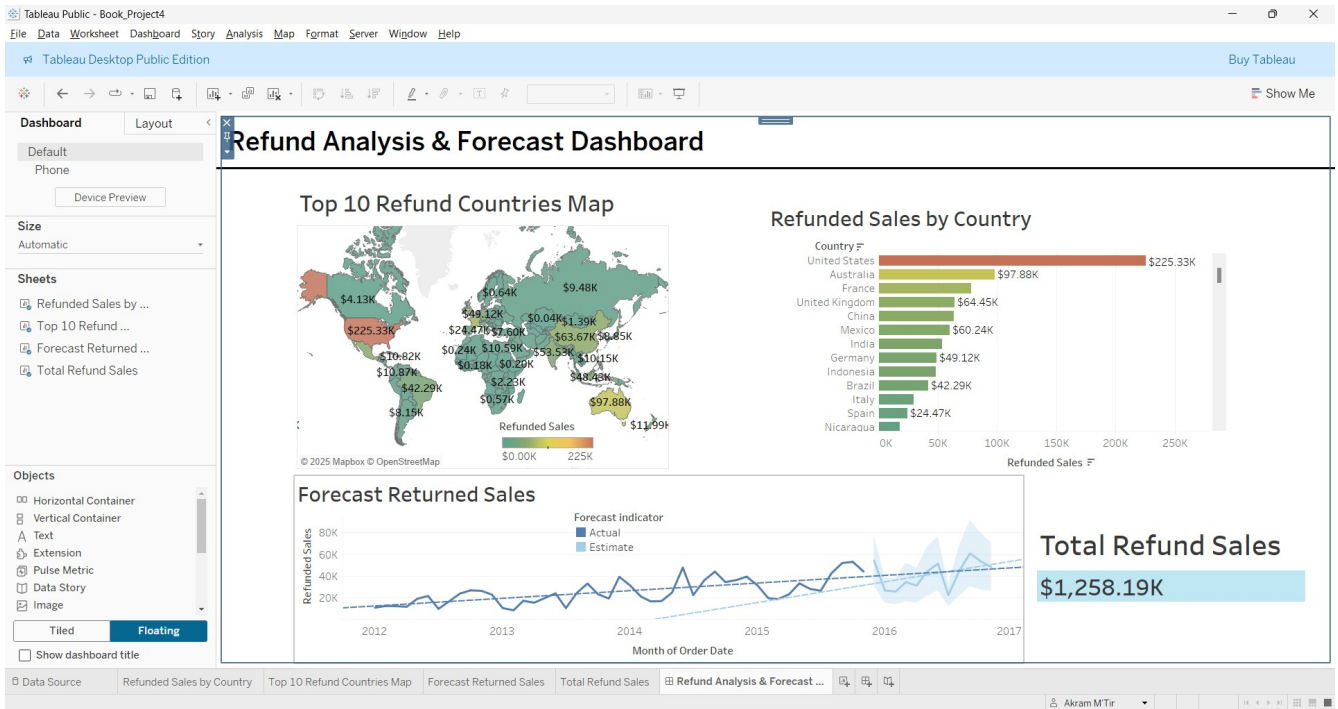 Tableau Public - Book_Project4
File Data Worksheet Dashboard Story Analysis Map Format Server Window Help
Tableau Desktop Public Edition
Buy Tableau
Show Me
Dashboard Layout
Default
Phone
Device Preview
Size
Automatic
Sheets
Refunded Sales by ...
Top 10 Refund ...
Forecast Returned ...
Total Refund Sales
Objects
Horizontal Container
Vertical Container
Text
Extension
Pulse Metric
Data Story
Image
Tiled Floating
Show dashboard title
Refund Analysis & Forecast Dashboard
Top 10 Refund Countries Map
$4.13K
$0.64K
$9.48K
$49.12K
$0.04K
$1.39K
$225.33K
$24.47K
$7.60K
$63.67K
$8.85K
$10.82K
$0.24K
$10.59K
$53.53K
$10.15K
$10.87K
$0.18K
$0.20K
$42.29K
$2.23K
$48.43K
$8.15K
$0.57K
$97.88K
$11.99K
Refunded Sales
$0.00K 225K
© 2025 Mapbox © OpenStreetMap
Refunded Sales by Country
Country
United States $225.33K
Australia $97.88K
France
United Kingdom $64.45K
China
Mexico $60.24K
India
Germany $49.12K
Indonesia
Brazil $42.29K
Italy
Spain $24.47K
Nicaragua
0K 50K 100K 150K 200K 250K
Refunded Sales
Forecast Returned Sales
Forecast indicator
Actual
Estimate
Refunded Sales
80K
60K
40K
20K
2012 2013 2014 2015 2016 2017
Month of Order Date
Total Refund Sales
$1,258.19K
Data Source Refunded Sales by Country Top 10 Refund Countries Map Forecast Returned Sales Total Refund Sales Refund Analysis & Forecast ...
Akram M'Tir